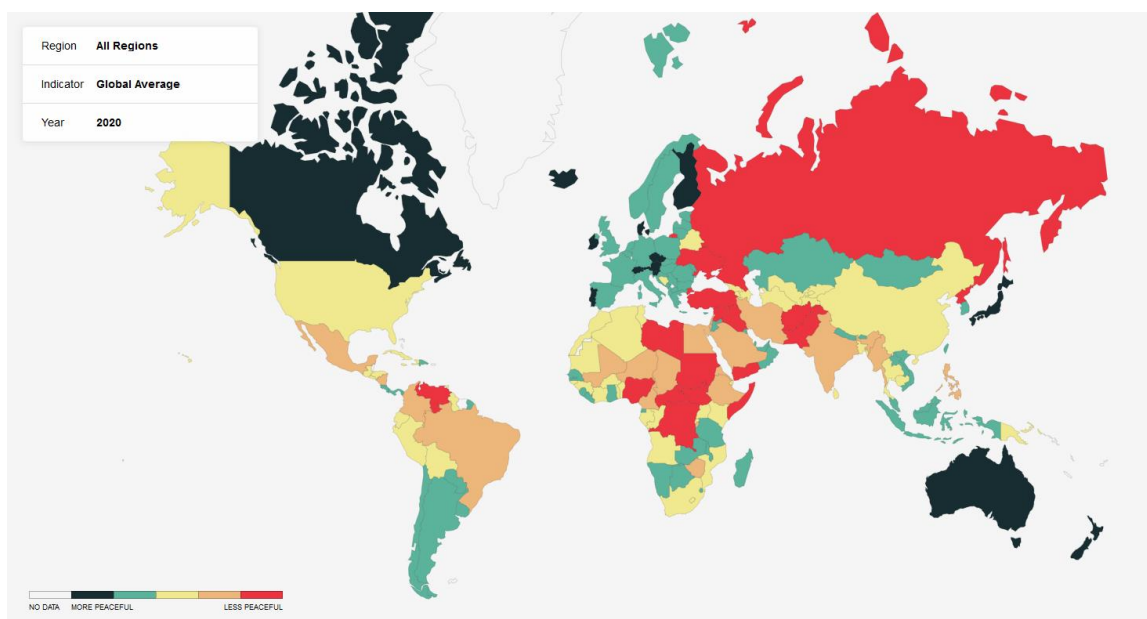 Region All Regions
Indicator Global Average
Year 2020
NO DATA MORE PEACEFUL LESS PEACEFUL